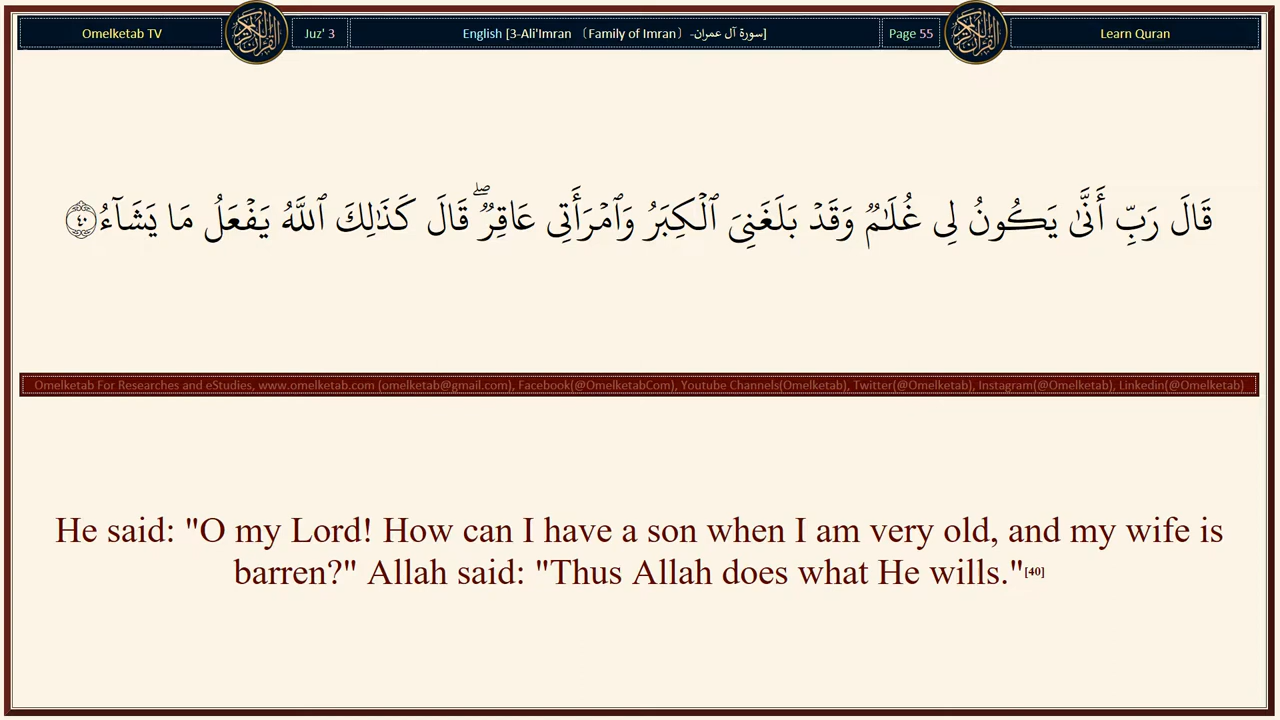 Omelketab TV
Juz' 3
English [3-Ali'Imran 〔Family of Imran〕-سورة آل عمران]
Page 55
Learn Quran
قَالَ رَبِّ أَنَّىٰ يَكُونُ لِى غُلَـٰمٌۭ وَقَدْ بَلَغَنِىَ ٱلْكِبَرُ وَٱمْرَأَتِى عَاقِرٌۭ ۖ قَالَ كَذَٰلِكَ ٱللَّهُ يَفْعَلُ مَا يَشَآءُ ﴿٤٠﴾
Omelketab For Researches and eStudies, www.omelketab.com (omelketab@gmail.com), Facebook(@OmelketabCom), Youtube Channels(Omelketab), Twitter(@Omelketab), Instagram(@Omelketab), Linkedin(@Omelketab)
He said: "O my Lord! How can I have a son when I am very old, and my wife is
barren?" Allah said: "Thus Allah does what He wills."[40]